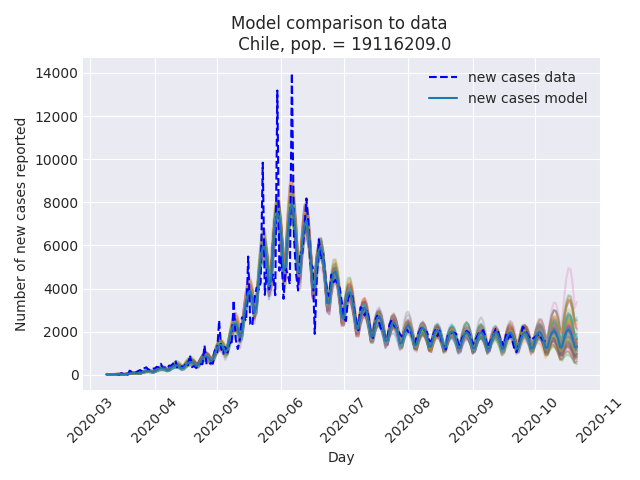 Model comparison to data
Chile, pop. = 19116209.0
new cases data
new cases model
Number of new cases reported
14000
12000
10000
8000
6000
4000
2000
0
2020-03
2020-04
2020-05
2020-06
2020-07
2020-08
2020-09
2020-10
2020-11
Day